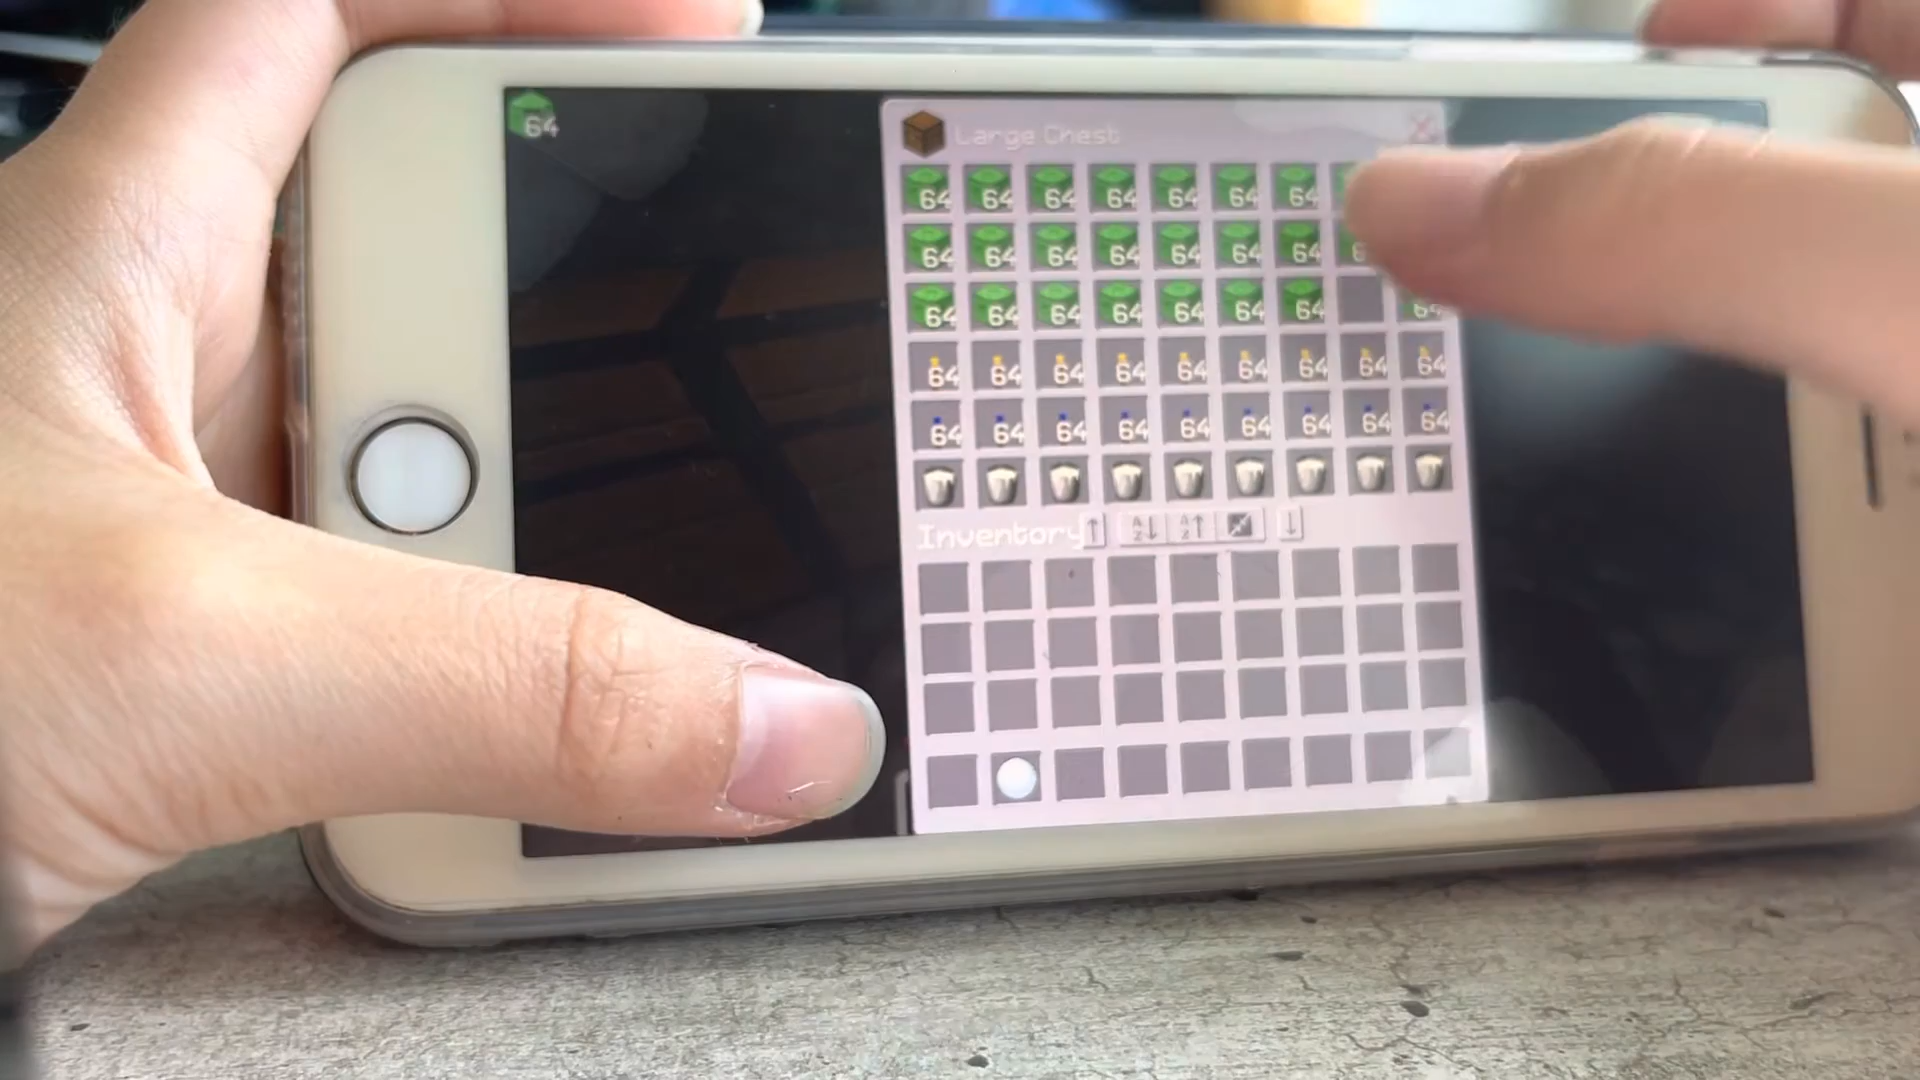 64
Large Chest
64 64 64 64 64 64 64
64 64 64 64 64 64 64
64 64 64 64 64 64 64 64
64 64 64 64 64 64 64 64 64
64 64 64 64 64 64 64 64 64
Inventory ↑ AZ↓ AZ↑ ↓